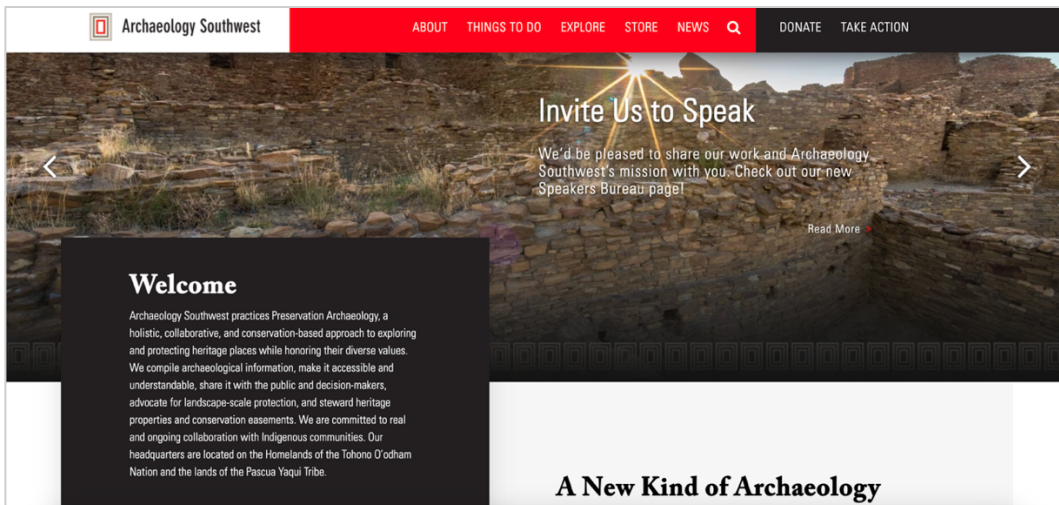 Archaeology Southwest
ABOUT THINGS TO DO EXPLORE STORE NEWS
DONATE TAKE ACTION
Invite Us to Speak
We'd be pleased to share our work and Archaeology
Southwest's mission with you. Check out our new
Speakers Bureau page!
Read More >
Welcome
Archaeology Southwest practices Preservation Archaeology, a
holistic, collaborative, and conservation-based approach to exploring
and protecting heritage places while honoring their diverse values.
We compile archaeological information, make it accessible and
understandable, share it with the public and decision-makers,
advocate for landscape-scale protection, and steward heritage
properties and conservation easements. We are committed to real
and ongoing collaboration with Indigenous communities. Our
headquarters are located on the Homelands of the Tohono O'odham
Nation and the lands of the Pascua Yaqui Tribe.
A New Kind of Archaeology